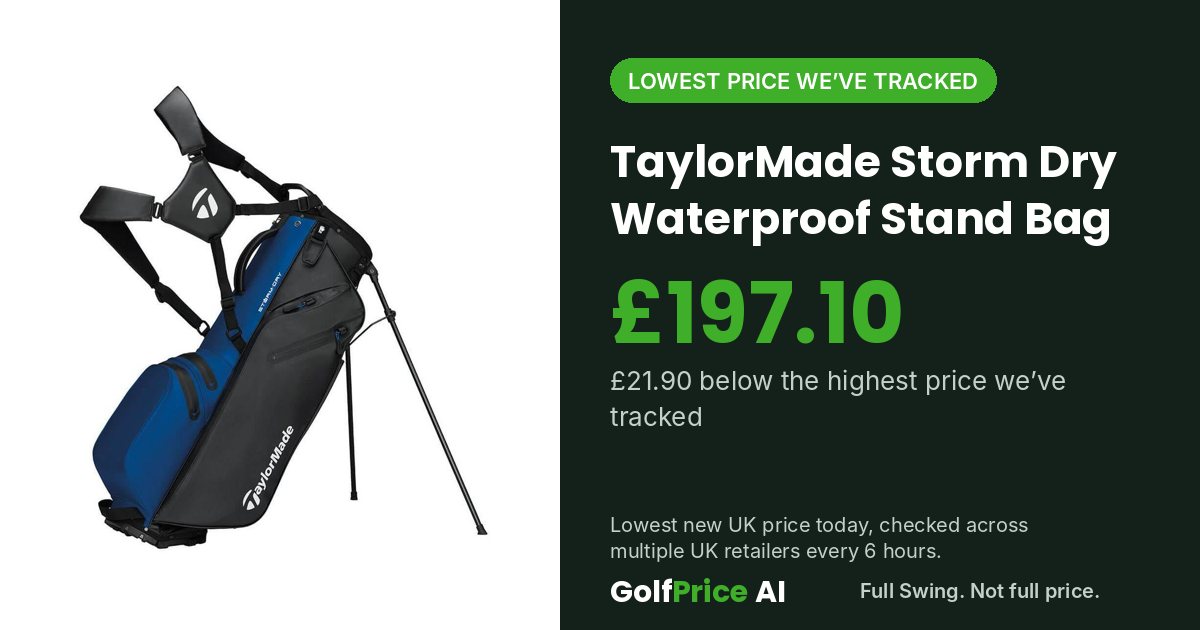 LOWEST PRICE WE’VE TRACKED
TaylorMade Storm Dry
Waterproof Stand Bag
£197.10
£21.90 below the highest price we’ve
tracked
Lowest new UK price today, checked across
multiple UK retailers every 6 hours.
GolfPrice AI
Full Swing. Not full price.
STORM DRY
TaylorMade